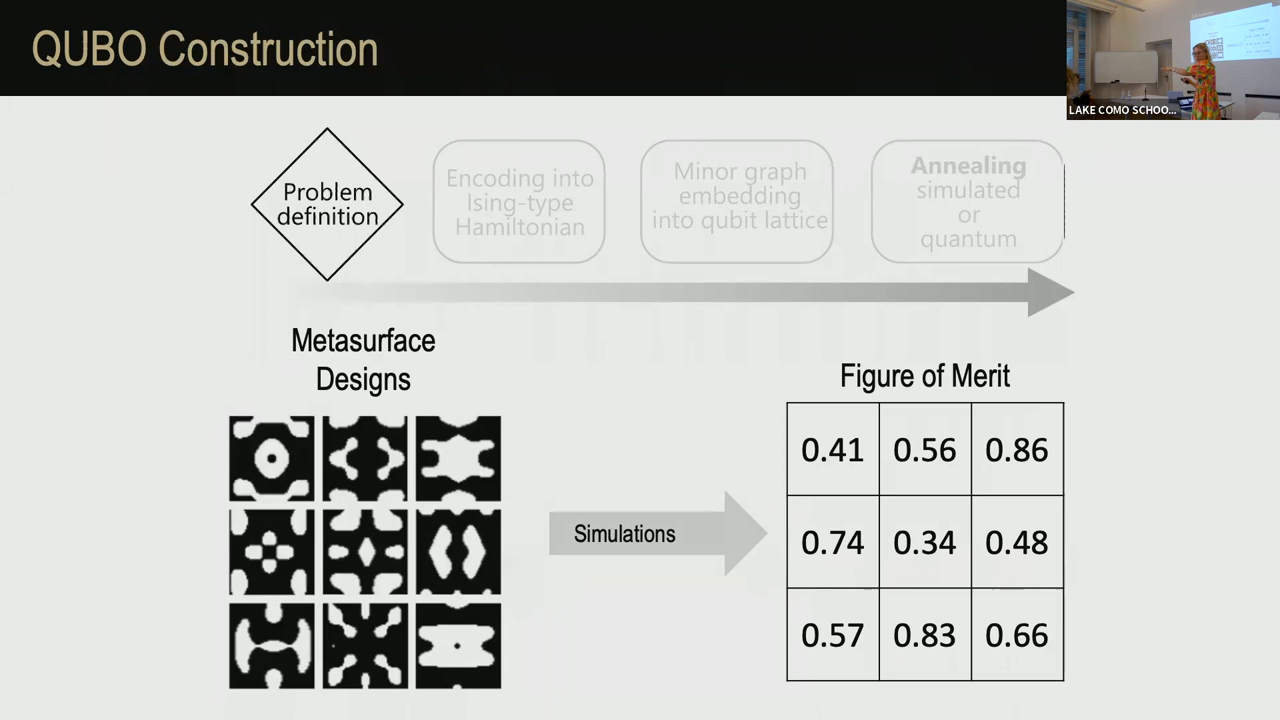 QUBO Construction
LAKE COMO SCHOO...
Problem
definition
Encoding into
Ising-type
Hamiltonian
Minor graph
embedding
into qubit lattice
Annealing
simulated
or
quantum
Metasurface
Designs
Simulations
Figure of Merit
0.41 0.56 0.86
0.74 0.34 0.48
0.57 0.83 0.66